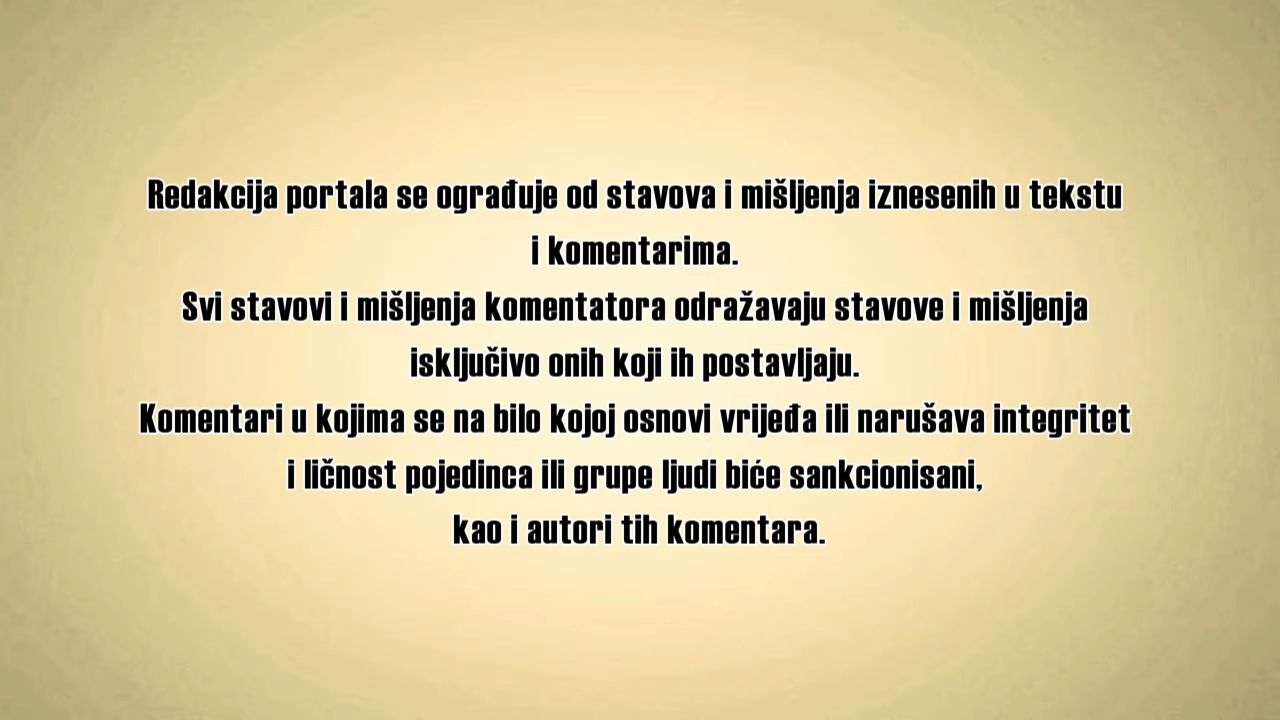 Redakcija portala se ograđuje od stavova i mišljenja iznesenih u tekstu
i komentarima.
Svi stavovi i mišljenja komentatora odražavaju stavove i mišljenja
isključivo onih koji ih postavljaju.
Komentari u kojima se na bilo kojoj osnovi vrijeđa ili narušava integritet
i ličnost pojedinca ili grupe ljudi biće sankcionisani,
kao i autori tih komentara.